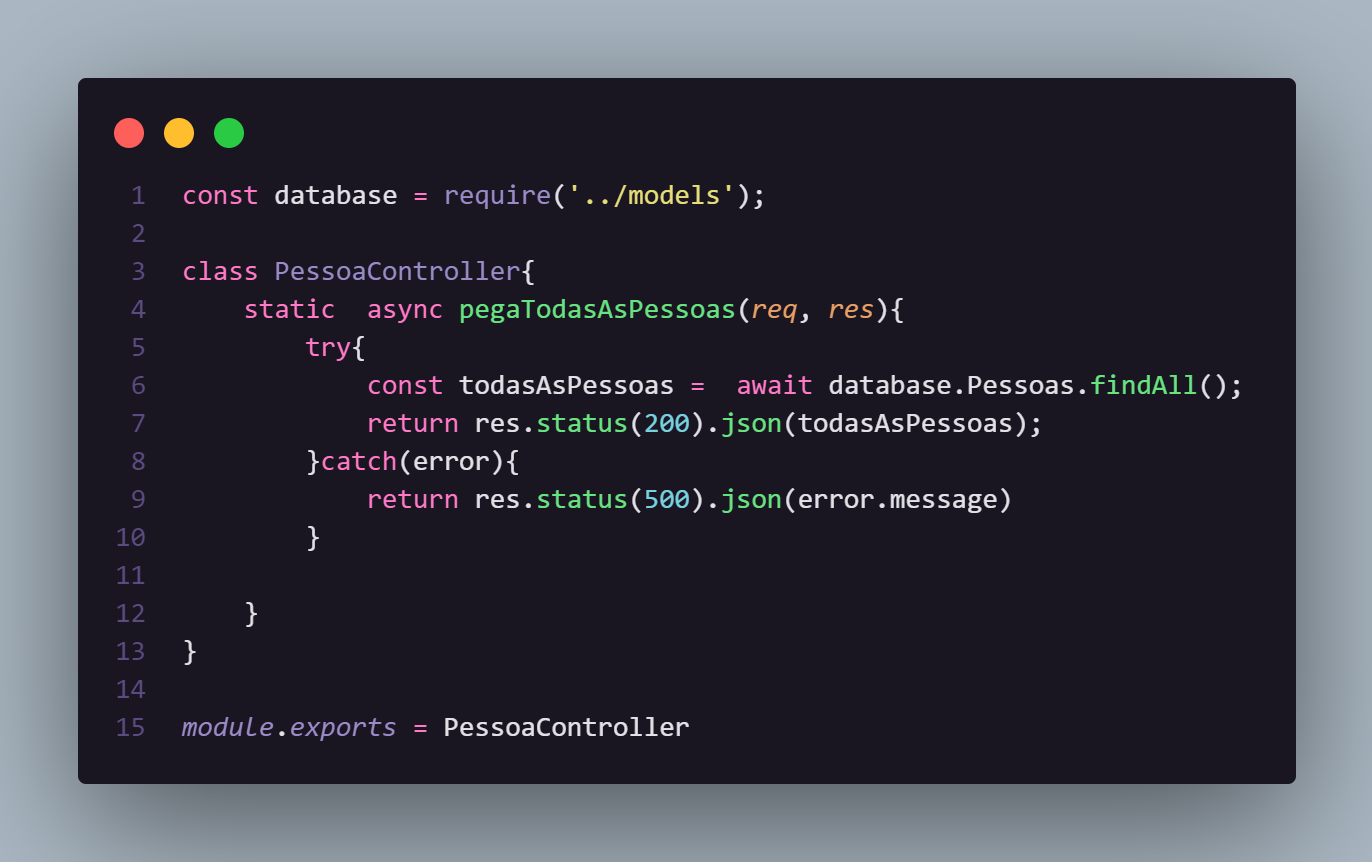 1 const database = require('../models');
2
3 class PessoaController{
4     static  async pegaTodasAsPessoas(req, res){
5         try{
6             const todasAsPessoas =  await database.Pessoas.findAll();
7             return res.status(200).json(todasAsPessoas);
8         }catch(error){
9             return res.status(500).json(error.message)
10         }
11
12     }
13 }
14
15 module.exports = PessoaController